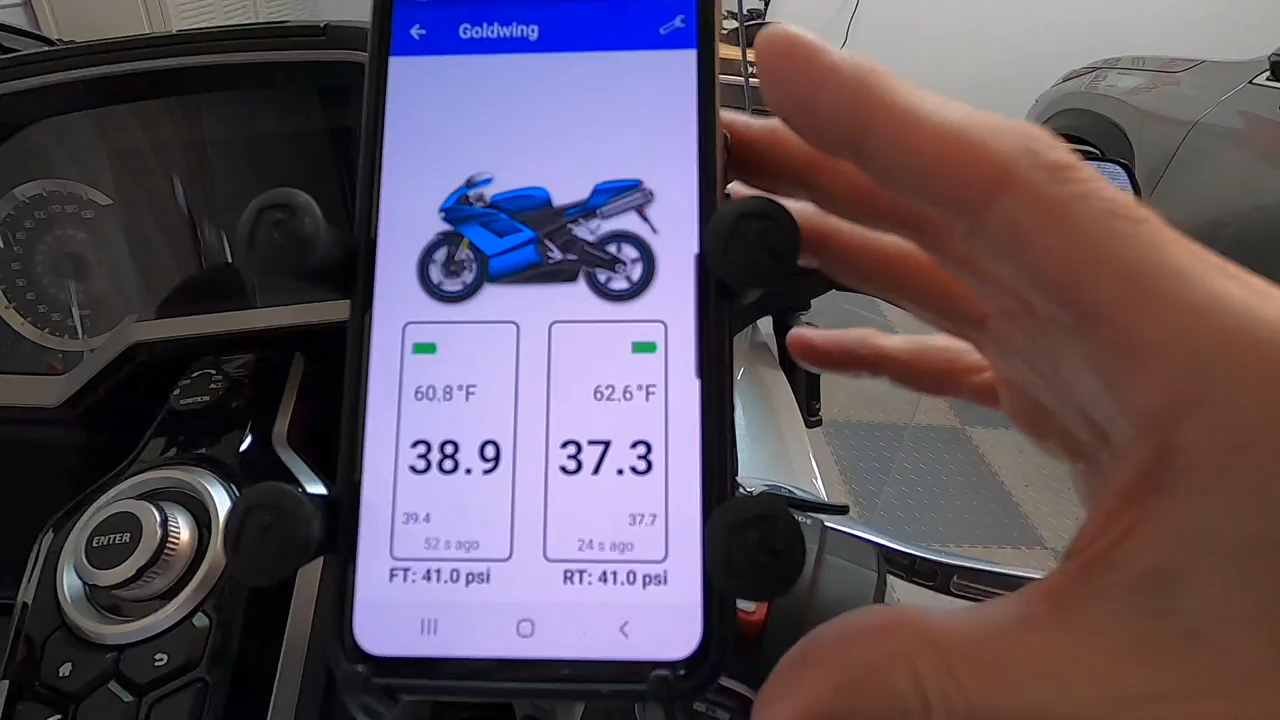 Goldwing
60.8°F
62.6°F
38.9
37.3
39.4
37.7
52 s ago
24 s ago
FT: 41.0 psi
RT: 41.0 psi
IGNITION
ENTER